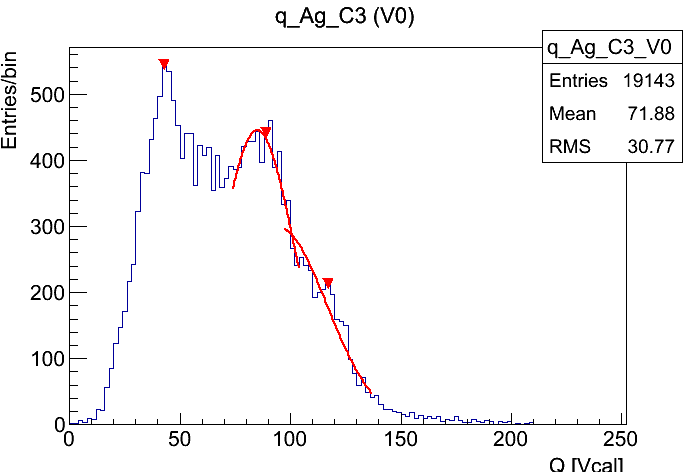 q_Ag_C3 (V0)
q_Ag_C3_V0
Entries 19143
Mean 71.88
RMS 30.77
Entries/bin
500
400
300
200
100
0
0 50 100 150 200 250
Q [Vcal]